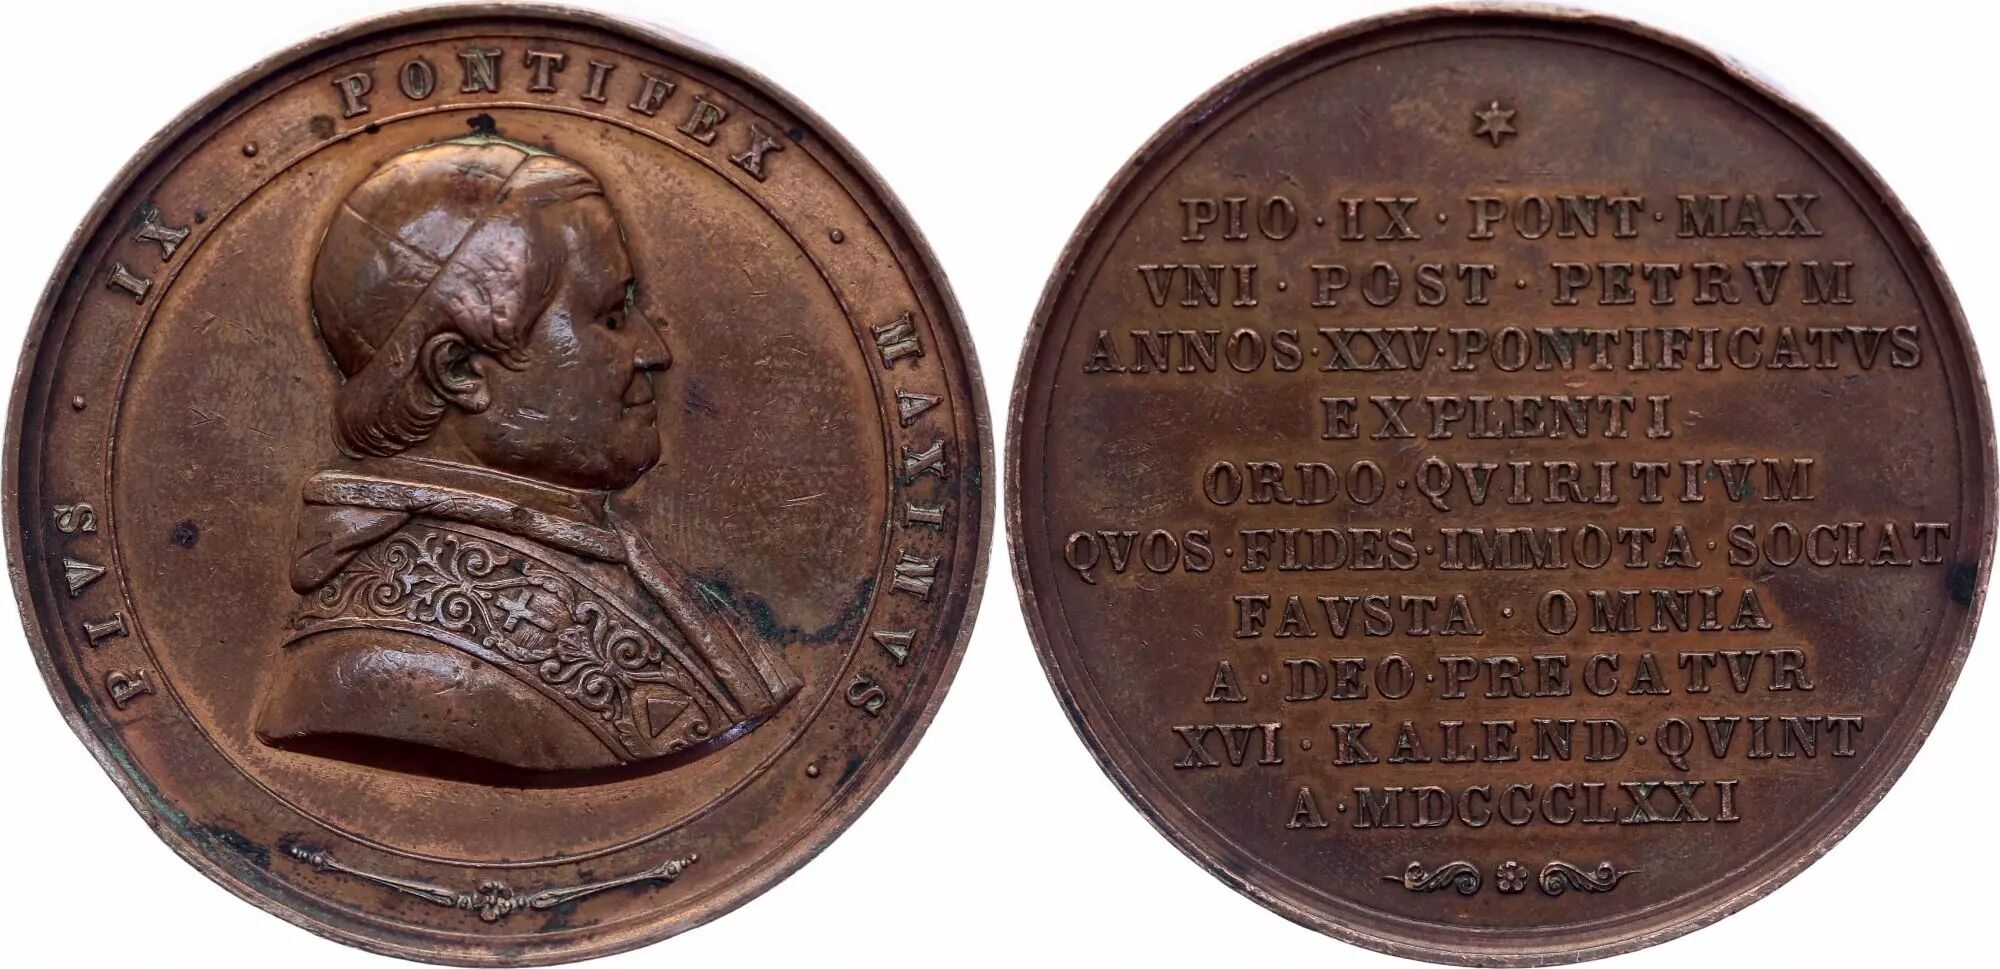 PIVS · IX · PONTIFEX · MAXIMVS ·
PIO · IX · PONT · MAX
VNI · POST · PETRVM
ANNOS · XXV · PONTIFICATVS
EXPLENTI
ORDO · QVIRITIVM
QVOS · FIDES · IMMOTA · SOCIAT
FAVSTA · OMNIA
A · DEO · PRECATVR
XVI · KALEND · QVINT
A · MDCCCLXXI